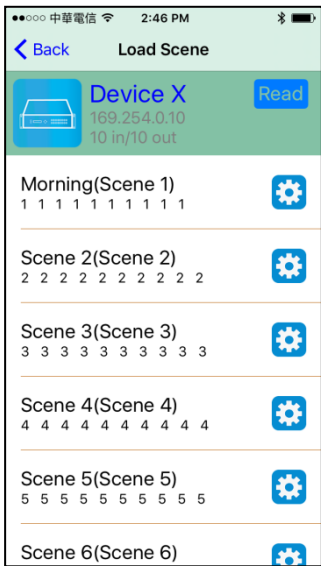 中華電信 2:46 PM
Back Load Scene
Device X Read
169.254.0.10
10 in/10 out
Morning(Scene 1)
1 1 1 1 1 1 1 1 1 1
Scene 2(Scene 2)
2 2 2 2 2 2 2 2 2 2
Scene 3(Scene 3)
3 3 3 3 3 3 3 3 3 3
Scene 4(Scene 4)
4 4 4 4 4 4 4 4 4 4
Scene 5(Scene 5)
5 5 5 5 5 5 5 5 5 5
Scene 6(Scene 6)